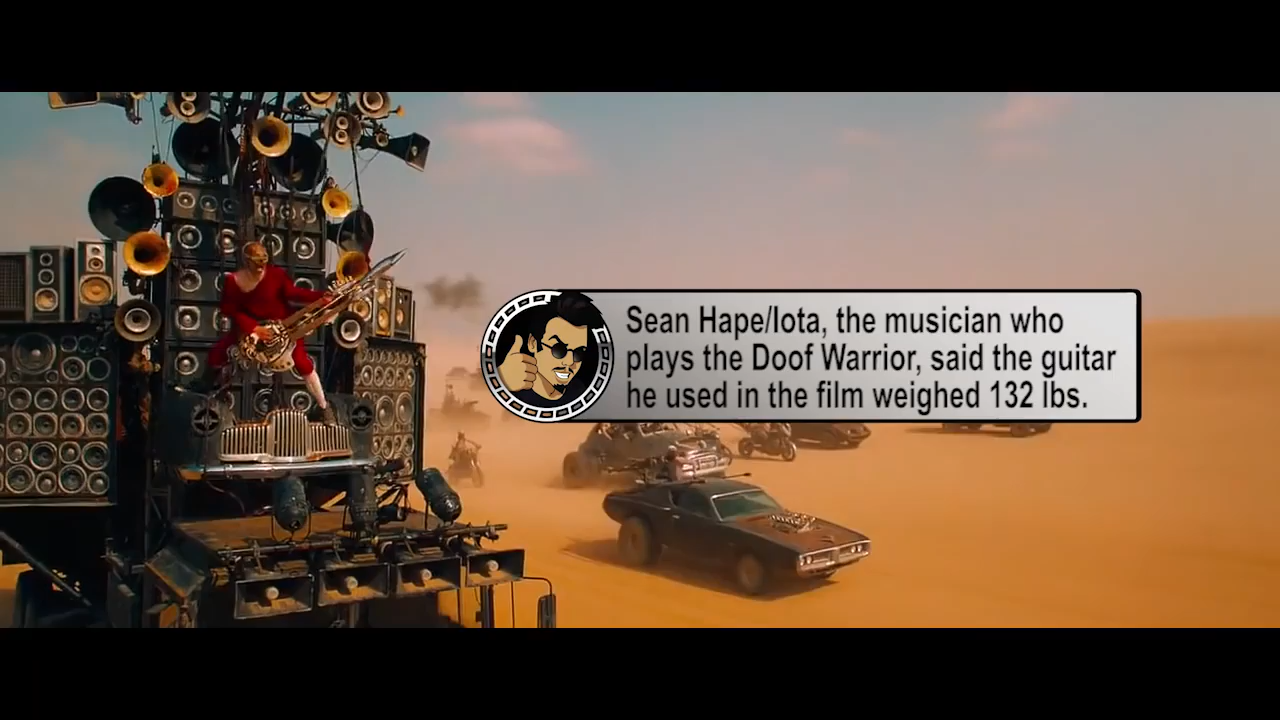 Sean Hape/Iota, the musician who
plays the Doof Warrior, said the guitar
he used in the film weighed 132 lbs.